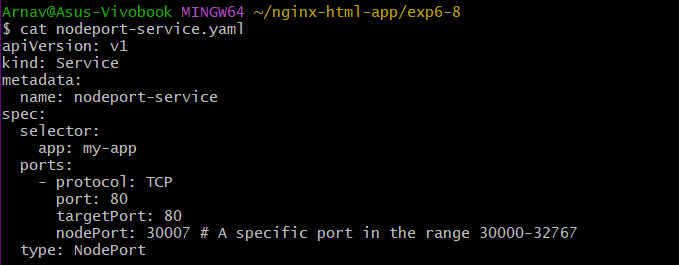 Arnav@Asus-Vivobook MINGW64 ~/nginx-html-app/exp6-8
$ cat nodeport-service.yaml
apiVersion: v1
kind: Service
metadata:
  name: nodeport-service
spec:
  selector:
    app: my-app
  ports:
    - protocol: TCP
      port: 80
      targetPort: 80
      nodePort: 30007 # A specific port in the range 30000-32767
  type: NodePort